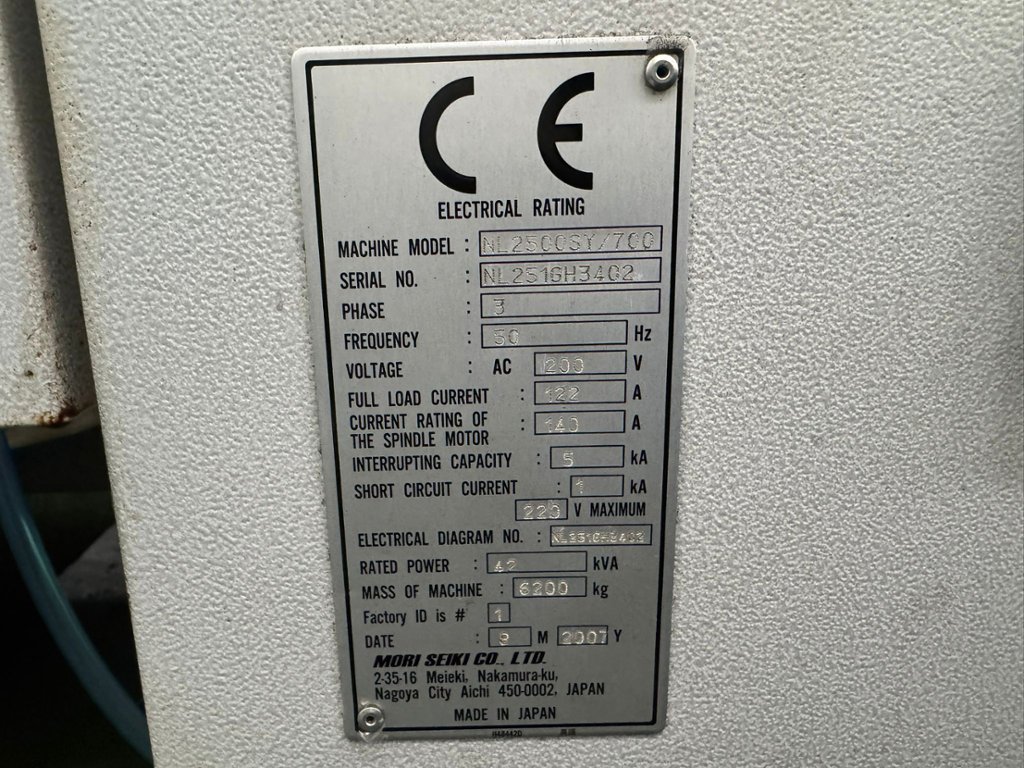 CE
ELECTRICAL RATING
MACHINE MODEL : NL2500SY/700
SERIAL NO. : NL251GH3402
PHASE : 3
FREQUENCY : 50 Hz
VOLTAGE : AC 200 V
FULL LOAD CURRENT : 122 A
CURRENT RATING OF
THE SPINDLE MOTOR : 140 A
INTERRUPTING CAPACITY : 5 kA
SHORT CIRCUIT CURRENT : 1 kA
220 V MAXIMUM
ELECTRICAL DIAGRAM NO. :
RATED POWER : 42 kVA
MASS OF MACHINE : 6200 kg
Factory ID is # 1
DATE : M 2007 Y
MORI SEIKI CO., LTD.
2-35-16 Meieki, Nakamura-ku,
Nagoya City Aichi 450-0002, JAPAN
MADE IN JAPAN